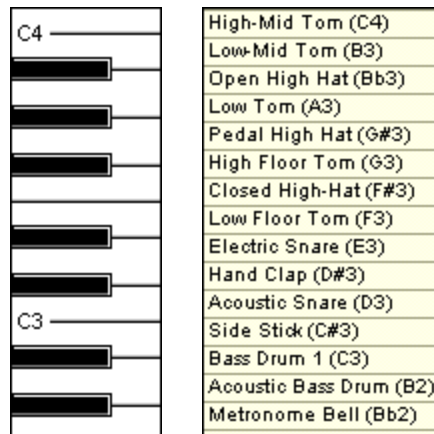 C4
C3
High-Mid Tom (C4)
Low-Mid Tom (B3)
Open High Hat (Bb3)
Low Tom (A3)
Pedal High Hat (G#3)
High Floor Tom (G3)
Closed High-Hat (F#3)
Low Floor Tom (F3)
Electric Snare (E3)
Hand Clap (D#3)
Acoustic Snare (D3)
Side Stick (C#3)
Bass Drum 1 (C3)
Acoustic Bass Drum (B2)
Metronome Bell (Bb2)